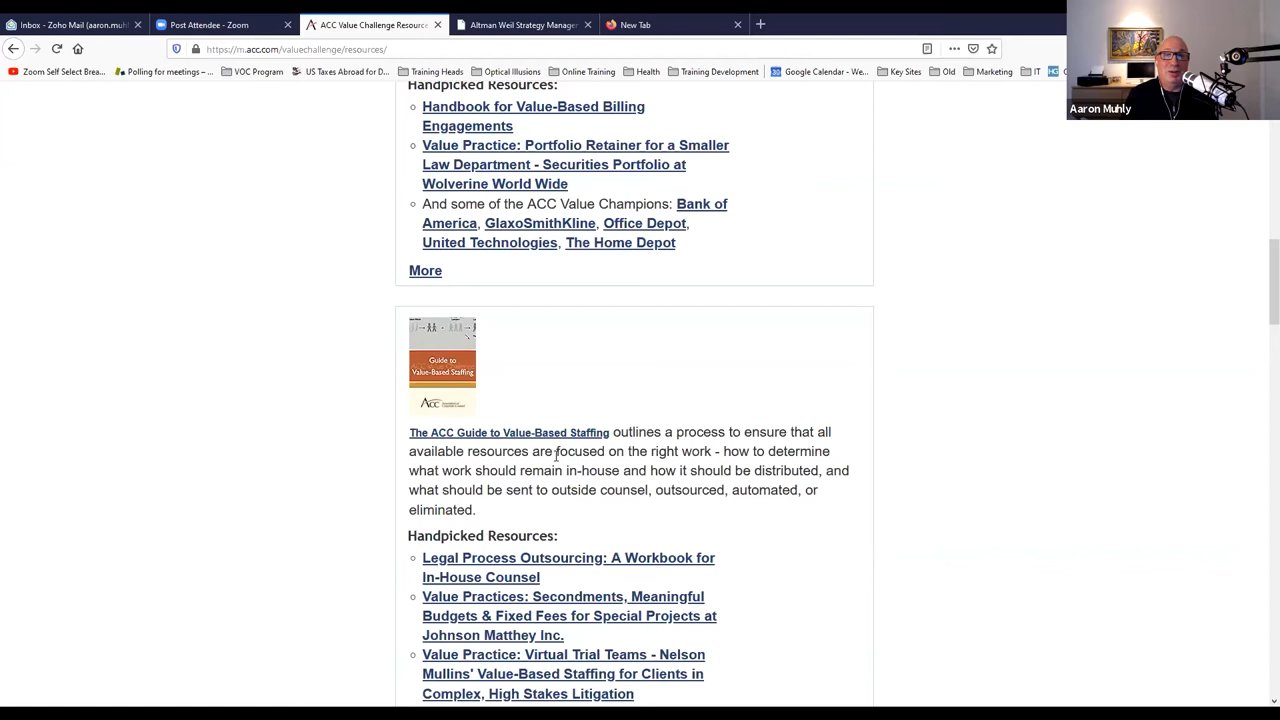 Inbox - Zoho Mail (aaron.muh
Post Attendee - Zoom
ACC Value Challenge Resource
Altman Weil Strategy Manager
New Tab
https://m.acc.com/valuechallenge/resources/
Zoom Self Select Brea...
Polling for meetings – ...
VOC Program
US Taxes Abroad for D...
Training Heads
Optical Illusions
Online Training
Health
Training Development
Google Calendar - We...
Key Sites
Old
Marketing
IT
Aaron Muhly
Handpicked Resources:
Handbook for Value-Based Billing
Engagements
Value Practice: Portfolio Retainer for a Smaller
Law Department - Securities Portfolio at
Wolverine World Wide
And some of the ACC Value Champions: Bank of
America, GlaxoSmithKline, Office Depot,
United Technologies, The Home Depot
More
Guide to
Value-Based Staffing
ACC
The ACC Guide to Value-Based Staffing outlines a process to ensure that all
available resources are focused on the right work - how to determine
what work should remain in-house and how it should be distributed, and
what should be sent to outside counsel, outsourced, automated, or
eliminated.
Handpicked Resources:
Legal Process Outsourcing: A Workbook for
In-House Counsel
Value Practices: Secondments, Meaningful
Budgets & Fixed Fees for Special Projects at
Johnson Matthey Inc.
Value Practice: Virtual Trial Teams - Nelson
Mullins' Value-Based Staffing for Clients in
Complex, High Stakes Litigation